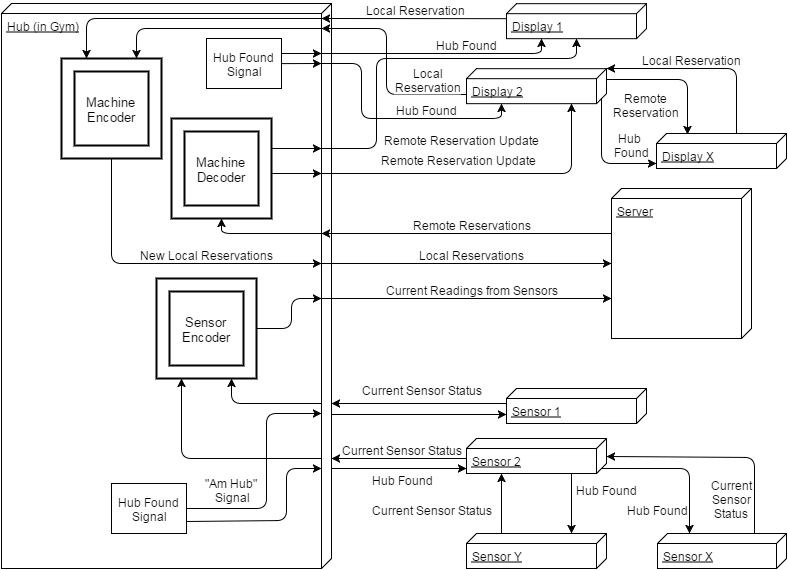 Hub (in Gym)
Local Reservation
Display 1
Hub Found
Hub Found
Signal
Local
Reservation
Display 2
Hub Found
Local Reservation
Remote
Reservation
Hub
Found
Display X
Machine
Encoder
Machine
Decoder
Remote Reservation Update
Remote Reservation Update
Server
Remote Reservations
New Local Reservations
Local Reservations
Current Readings from Sensors
Sensor
Encoder
Current Sensor Status
Sensor 1
Current Sensor Status
Sensor 2
Hub Found
"Am Hub"
Signal
Hub Found
Signal
Current Sensor Status
Hub Found
Hub Found
Current
Sensor
Status
Sensor Y
Sensor X